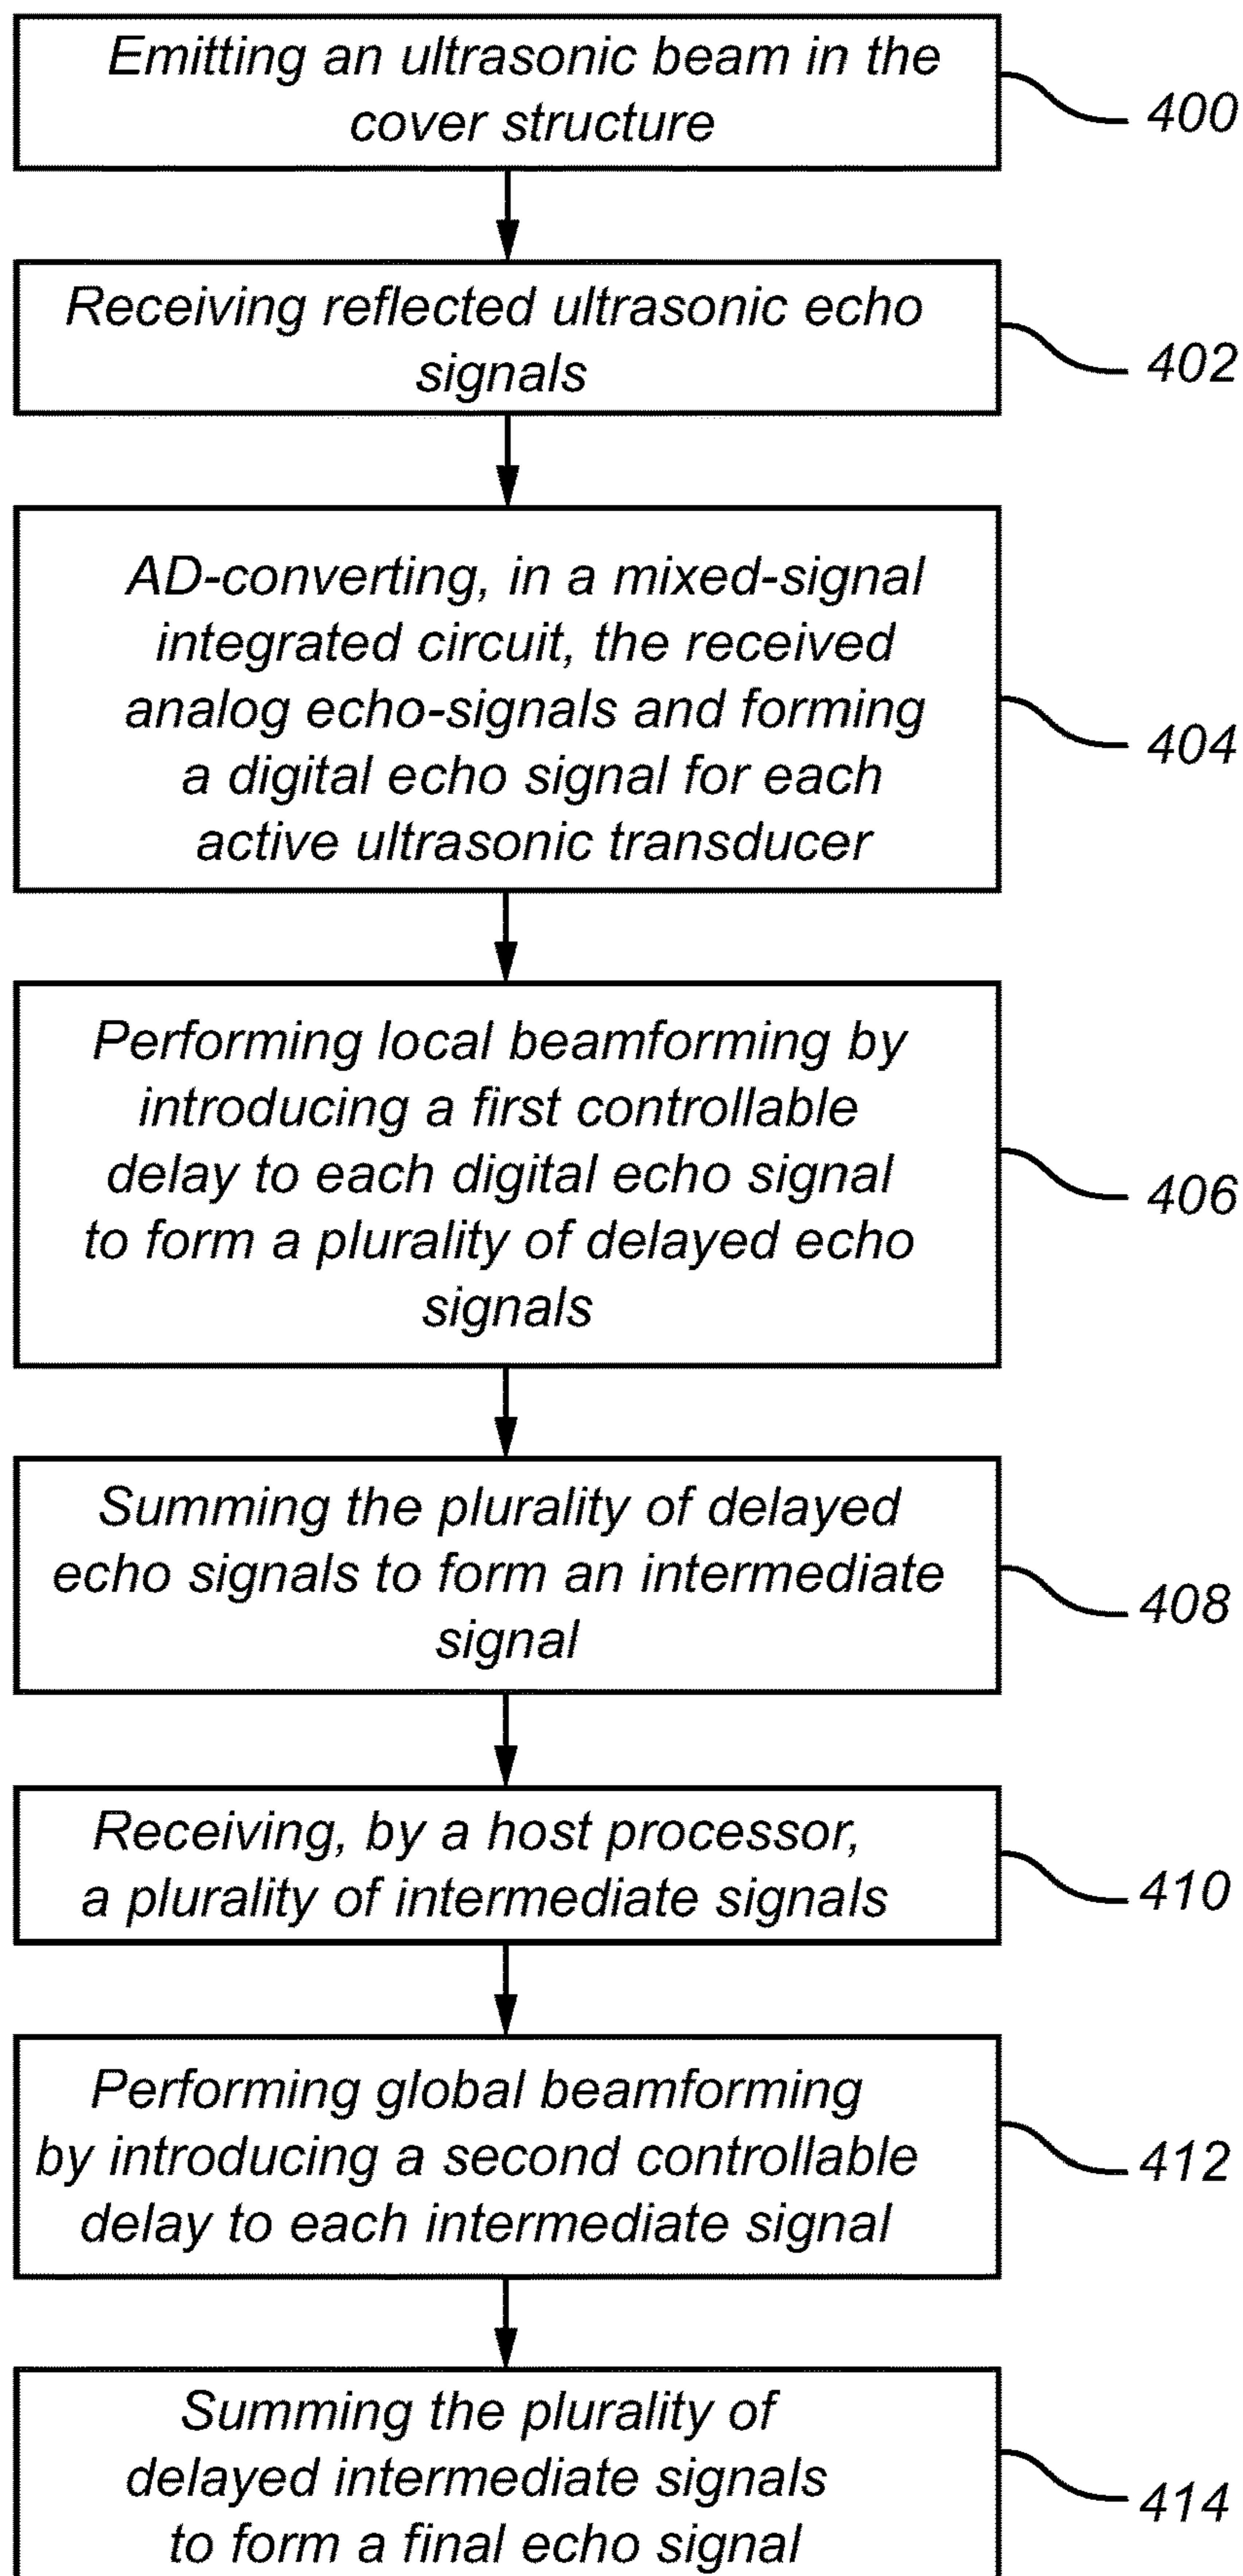 Emitting an ultrasonic beam in the
cover structure
400
Receiving reflected ultrasonic echo
signals
402
AD-converting, in a mixed-signal
integrated circuit, the received
analog echo-signals and forming
a digital echo signal for each
active ultrasonic transducer
404
Performing local beamforming by
introducing a first controllable
delay to each digital echo signal
to form a plurality of delayed echo
signals
406
Summing the plurality of delayed
echo signals to form an intermediate
signal
408
Receiving, by a host processor,
a plurality of intermediate signals
410
Performing global beamforming
by introducing a second controllable
delay to each intermediate signal
412
Summing the plurality of
delayed intermediate signals
to form a final echo signal
414